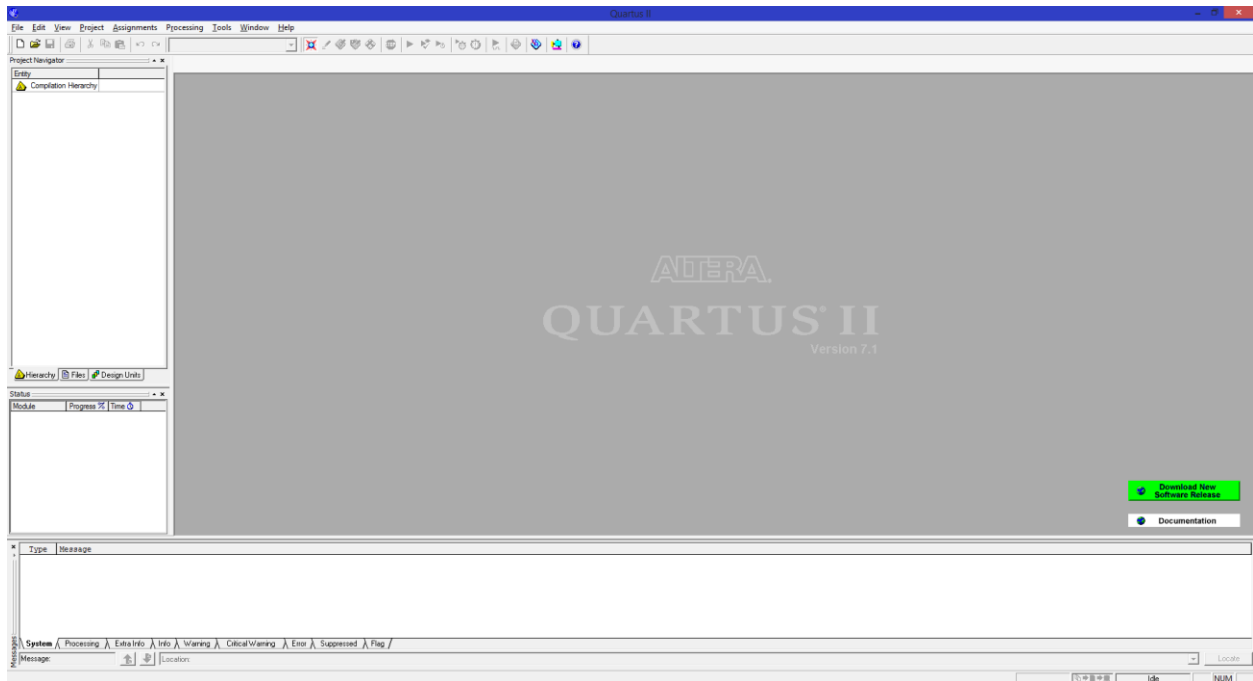 Quartus II
File Edit View Project Assignments Processing Tools Window Help
Project Navigator
Entity
Compilation Hierarchy
ALTERA
QUARTUS® II
Version 7.1
Hierarchy Files Design Units
Status
Module Progress % Time
Download New
Software Release
Documentation
Type Message
System Processing Extra Info Info Warning Critical Warning Error Suppressed Flag
Messages
Message: Location: Locate
Idle NUM